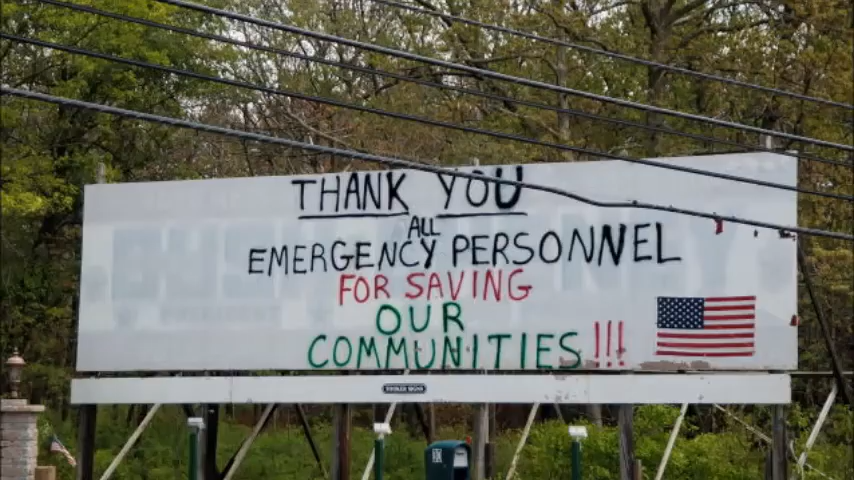 THANK YOU
ALL
EMERGENCY PERSONNEL
FOR SAVING
OUR
COMMUNITIES!!!